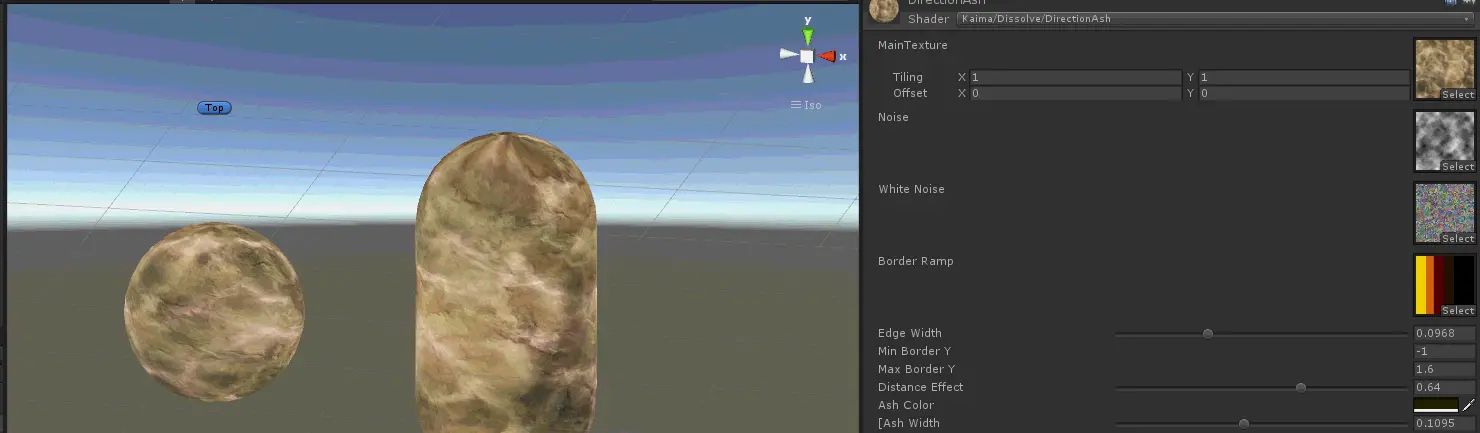 DirectionAsh
Shader Kaima/Dissolve/DirectionAsh
y
x
Iso
Top
MainTexture
Tiling X 1 Y 1
Offset X 0 Y 0
Select
Noise
Select
White Noise
Select
Border Ramp
Select
Edge Width 0.0968
Min Border Y -1
Max Border Y 1.6
Distance Effect 0.64
Ash Color
[Ash Width 0.1095